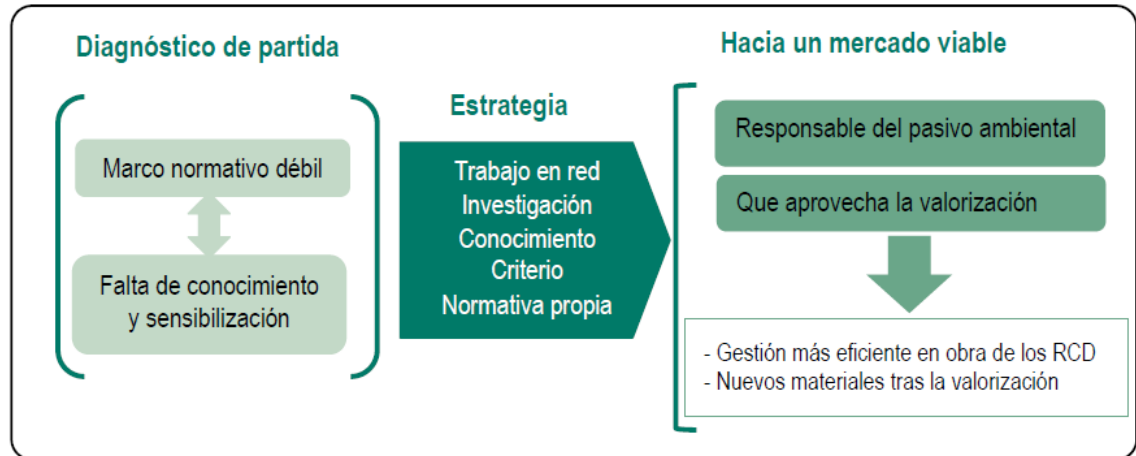 Diagnóstico de partida
Marco normativo débil
Falta de conocimiento
y sensibilización
Estrategia
Trabajo en red
Investigación
Conocimiento
Criterio
Normativa propia
Hacia un mercado viable
Responsable del pasivo ambiental
Que aprovecha la valorización
- Gestión más eficiente en obra de los RCD
- Nuevos materiales tras la valorización